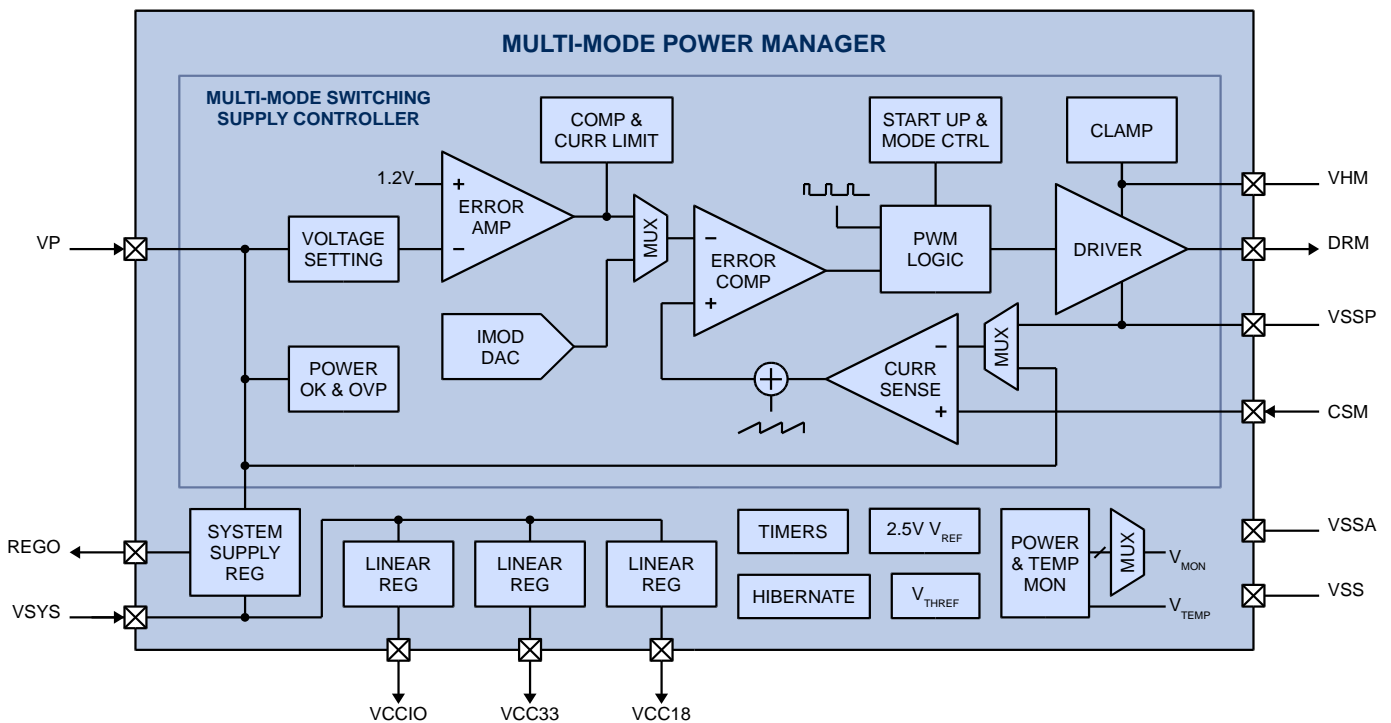 MULTI-MODE POWER MANAGER
MULTI-MODE SWITCHING
SUPPLY CONTROLLER
COMP &
CURR LIMIT
START UP &
MODE CTRL
CLAMP
1.2V
+
ERROR
AMP
−
VOLTAGE
SETTING
MUX
−
ERROR
COMP
+
PWM
LOGIC
DRIVER
VP
VHM
DRM
VSSP
CSM
IMOD
DAC
POWER
OK & OVP
+
−
CURR
SENSE
+
MUX
SYSTEM
SUPPLY
REG
REGO
VSYS
LINEAR
REG
LINEAR
REG
LINEAR
REG
TIMERS
2.5V VREF
HIBERNATE
VTHREF
POWER
& TEMP
MON
MUX
VMON
VTEMP
VSSA
VSS
VCCIO
VCC33
VCC18